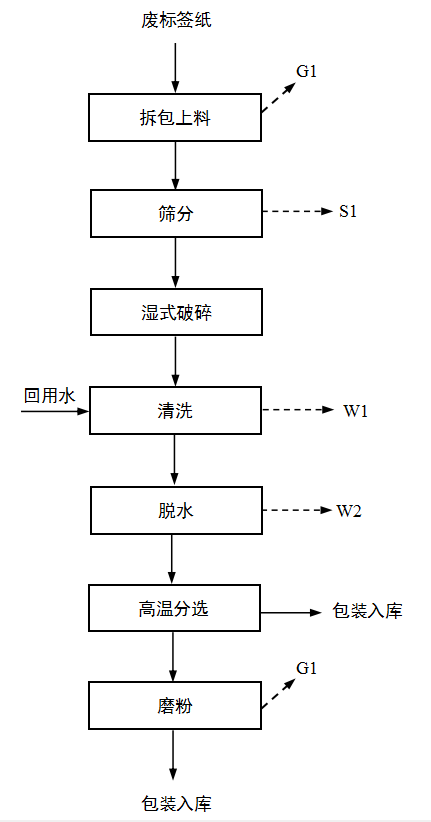 废标签纸
G1
拆包上料
筛分
S1
湿式破碎
回用水
清洗
W1
脱水
W2
高温分选
包装入库
G1
磨粉
包装入库